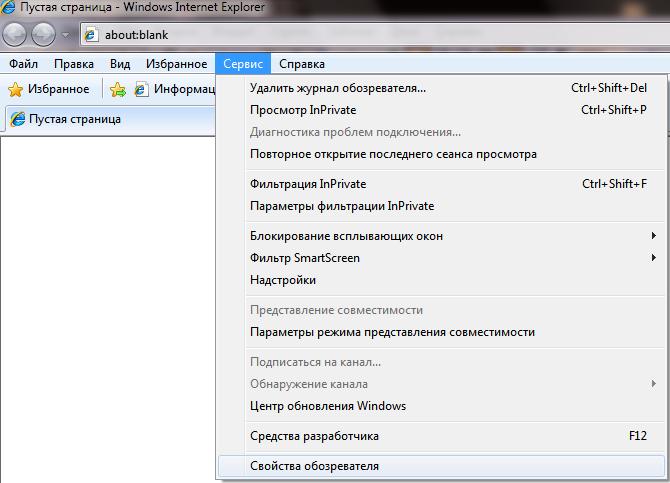 Пустая страница - Windows Internet Explorer
about:blank
Файл Правка Вид Избранное Сервис Справка
Избранное Информац
Пустая страница
Удалить журнал обозревателя... Ctrl+Shift+Del
Просмотр InPrivate Ctrl+Shift+P
Диагностика проблем подключения...
Повторное открытие последнего сеанса просмотра
Фильтрация InPrivate Ctrl+Shift+F
Параметры фильтрации InPrivate
Блокирование всплывающих окон
Фильтр SmartScreen
Надстройки
Представление совместимости
Параметры режима представления совместимости
Подписаться на канал...
Обнаружение канала
Центр обновления Windows
Средства разработчика F12
Свойства обозревателя